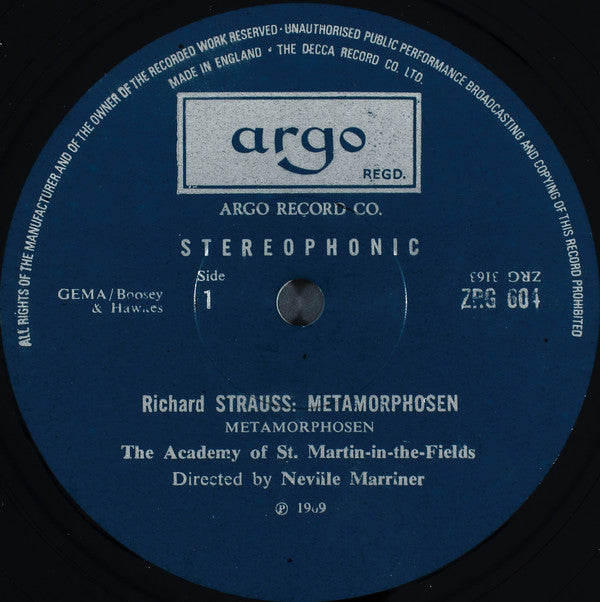 ALL RIGHTS OF THE MANUFACTURER AND OF THE OWNER OF THE RECORDED WORK RESERVED · UNAUTHORISED PUBLIC PERFORMANCE BROADCASTING AND COPYING OF THIS RECORD PROHIBITED
MADE IN ENGLAND · THE DECCA RECORD CO. LTD.
argo
REGD.
ARGO RECORD CO.
STEREOPHONIC
Side
1
GEMA/Boosey
& Hawkes
ZRG 3163
ZRG 604
Richard STRAUSS: METAMORPHOSEN
METAMORPHOSEN
The Academy of St. Martin-in-the-Fields
Directed by Neville Marriner
℗ 1969